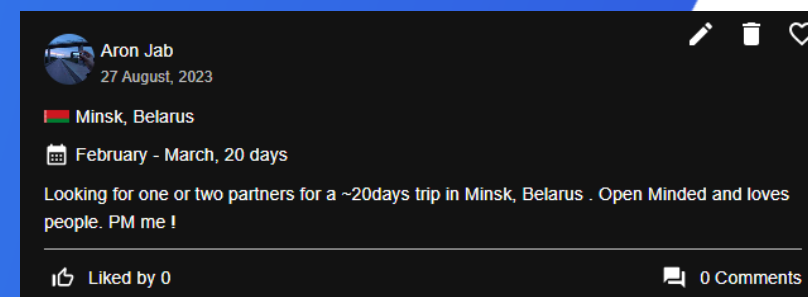 Aron Jab
27 August, 2023
Minsk, Belarus
February - March, 20 days
Looking for one or two partners for a ~20days trip in Minsk, Belarus . Open Minded and loves
people. PM me !
Liked by 0
0 Comments